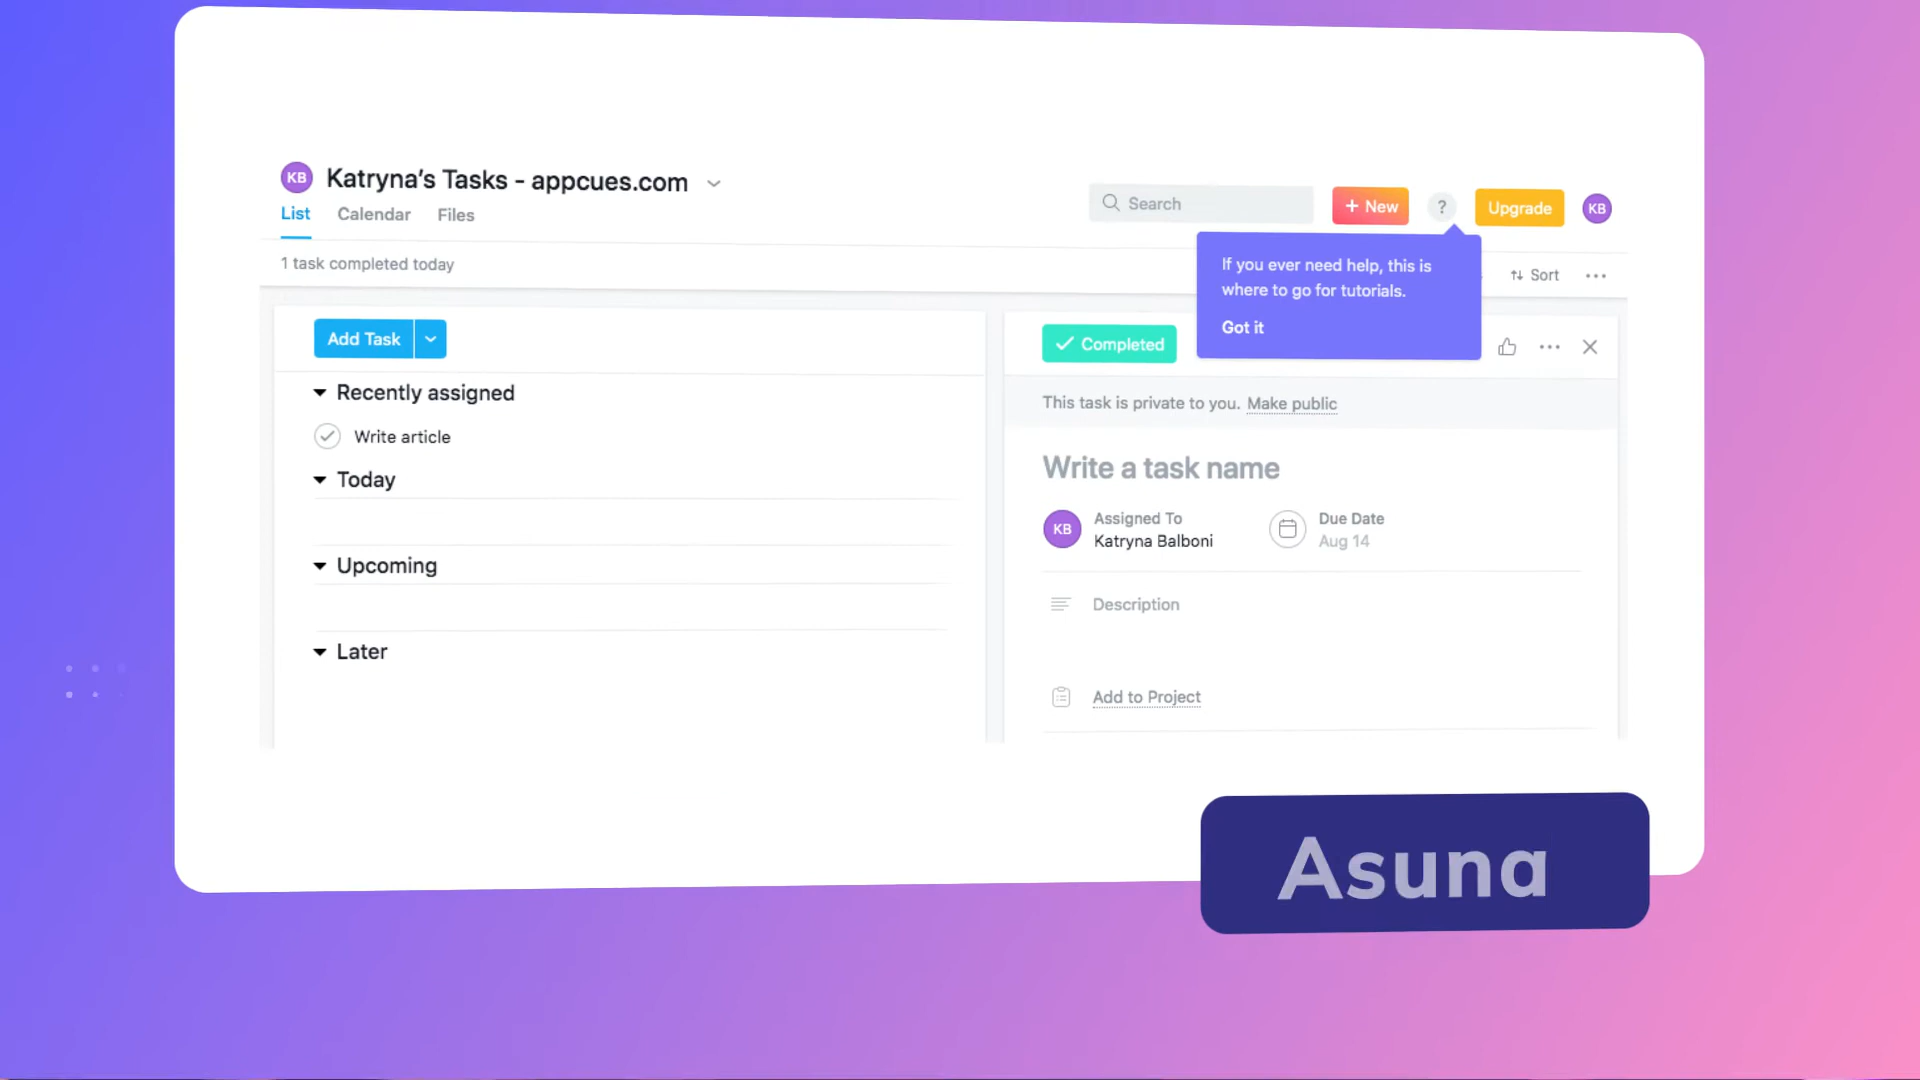 KB Katryna's Tasks - appcues.com
List Calendar Files
Search
+ New
?
Upgrade
KB
1 task completed today
If you ever need help, this is
where to go for tutorials.
Got it
Sort
Add Task
Completed
Recently assigned
Write article
Today
Upcoming
Later
This task is private to you. Make public
Write a task name
KB
Assigned To
Katryna Balboni
Due Date
Aug 14
Description
Add to Project
Asuna